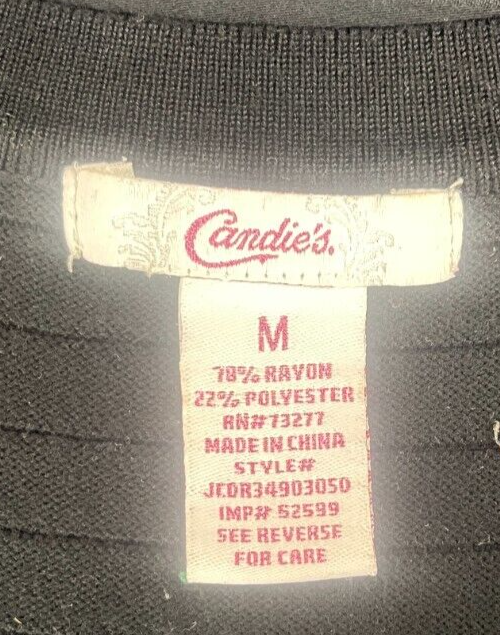 Candie's.
M
78% RAYON
22% POLYESTER
RN#73277
MADE IN CHINA
STYLE#
JCDR34903050
IMP# 52599
SEE REVERSE
FOR CARE